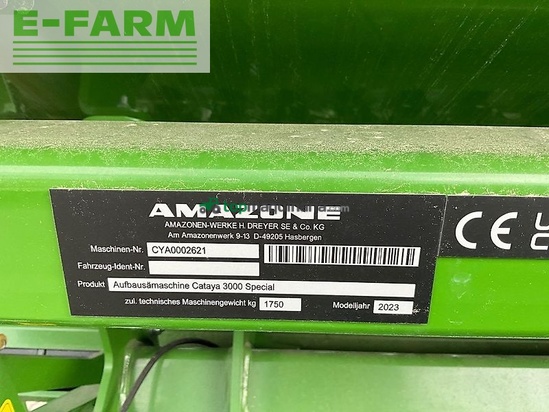 E-FARM
AMAZONE
AMAZONEN-WERKE H. DREYER SE & Co. KG
Am Amazonenwerk 9-13 D-49205 Hasbergen
Maschinen-Nr. CYA0002621
Fahrzeug-Ident-Nr.
Produkt Aufbausämaschine Cataya 3000 Special
zul. technisches Maschinengewicht kg 1750 Modelljahr 2023
CE